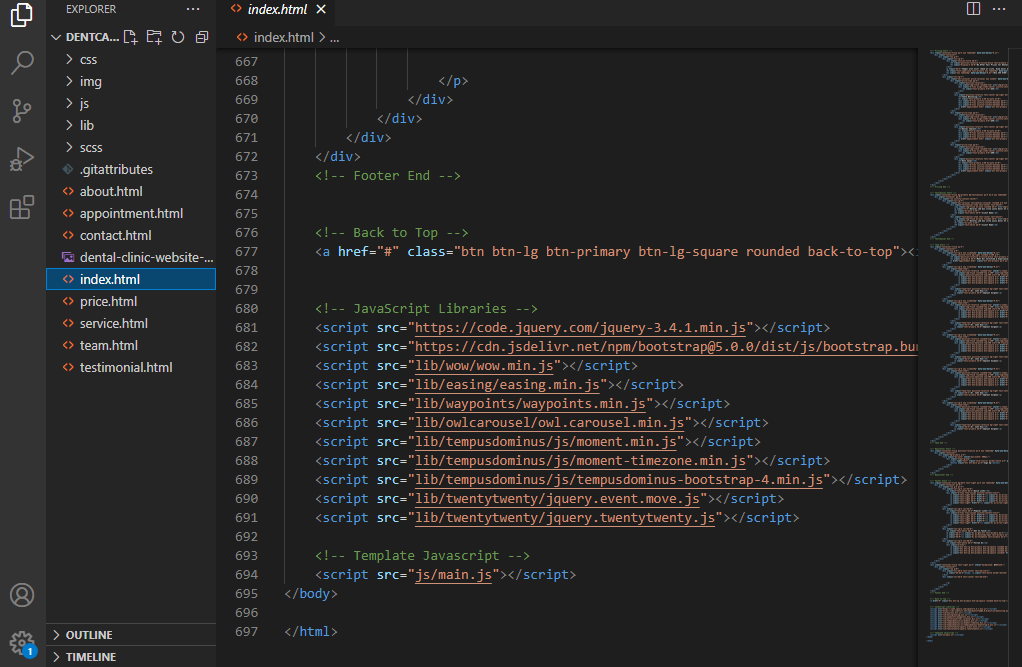 EXPLORER
DENTCA...
css
img
js
lib
scss
.gitattributes
about.html
appointment.html
contact.html
dental-clinic-website-...
index.html
price.html
service.html
team.html
testimonial.html
OUTLINE
TIMELINE
1
index.html
index.html > ...
667
668 </p>
669 </div>
670 </div>
671 </div>
672 </div>
673 <!-- Footer End -->
674
675
676 <!-- Back to Top -->
677 <a href="#" class="btn btn-lg btn-primary btn-lg-square rounded back-to-top"><i
678
679
680 <!-- JavaScript Libraries -->
681 <script src="https://code.jquery.com/jquery-3.4.1.min.js"></script>
682 <script src="https://cdn.jsdelivr.net/npm/bootstrap@5.0.0/dist/js/bootstrap.bun
683 <script src="lib/wow/wow.min.js"></script>
684 <script src="lib/easing/easing.min.js"></script>
685 <script src="lib/waypoints/waypoints.min.js"></script>
686 <script src="lib/owlcarousel/owl.carousel.min.js"></script>
687 <script src="lib/tempusdominus/js/moment.min.js"></script>
688 <script src="lib/tempusdominus/js/moment-timezone.min.js"></script>
689 <script src="lib/tempusdominus/js/tempusdominus-bootstrap-4.min.js"></script>
690 <script src="lib/twentytwenty/jquery.event.move.js"></script>
691 <script src="lib/twentytwenty/jquery.twentytwenty.js"></script>
692
693 <!-- Template Javascript -->
694 <script src="js/main.js"></script>
695 </body>
696
697 </html>